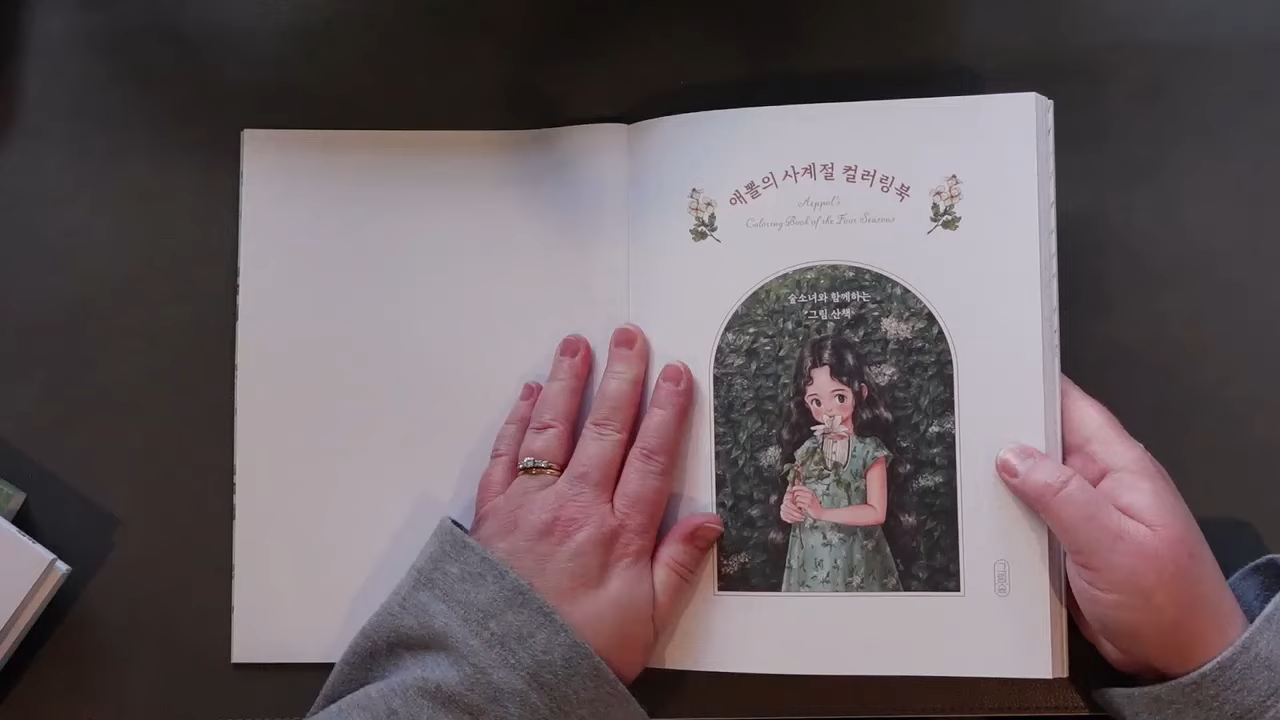 애뽈의 사계절 컬러링북
Aeppol's
Coloring Book of the Four Seasons
숲소녀와 함께하는
그림 산책